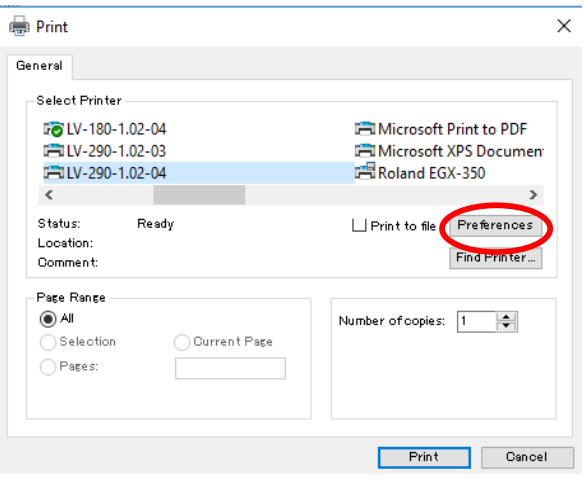 Print
General
Select Printer
LV-180-1.02-04
Microsoft Print to PDF
LV-290-1.02-03
Microsoft XPS Documen
LV-290-1.02-04
Roland EGX-350
Status: Ready
Print to file
Preferences
Location:
Comment:
Find Printer...
Page Range
All
Selection
Current Page
Pages:
Number of copies: 1
Print
Cancel